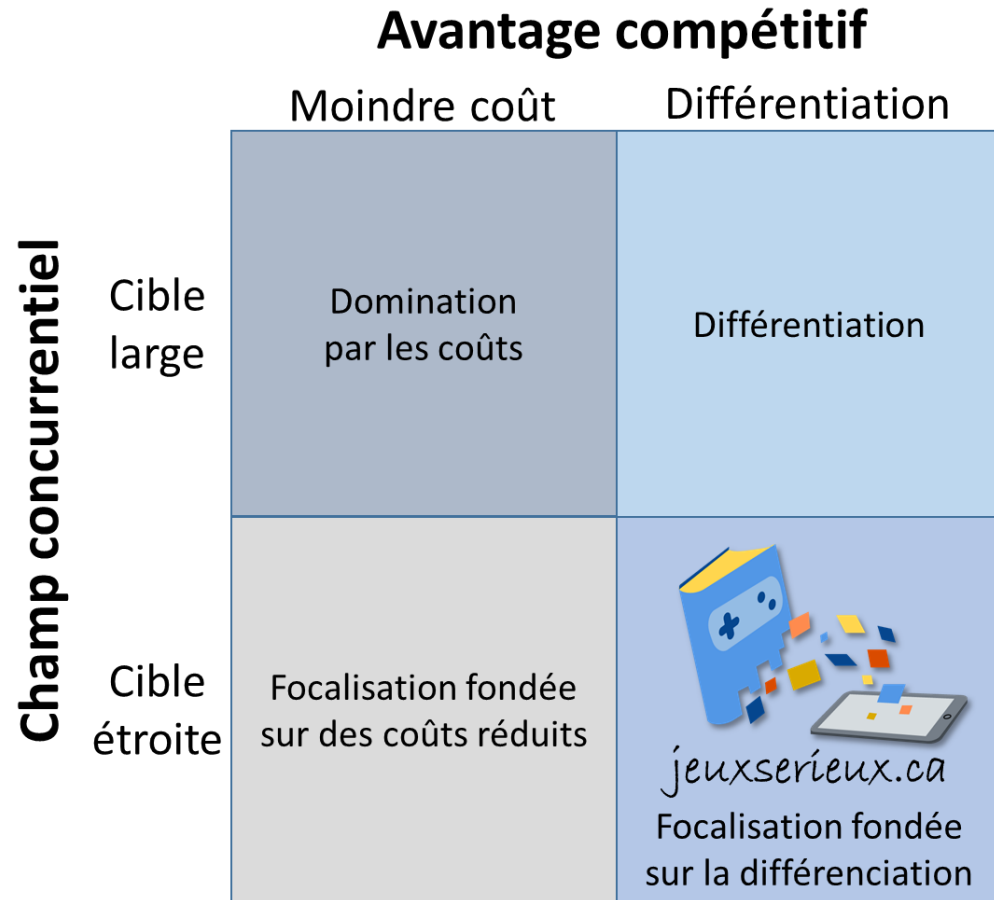 Avantage compétitif
Moindre coût
Différentiation
Champ concurrentiel
Cible
large
Domination
par les coûts
Différentiation
Cible
étroite
Focalisation fondée
sur des coûts réduits
jeuxserieux.ca
Focalisation fondée
sur la différenciation